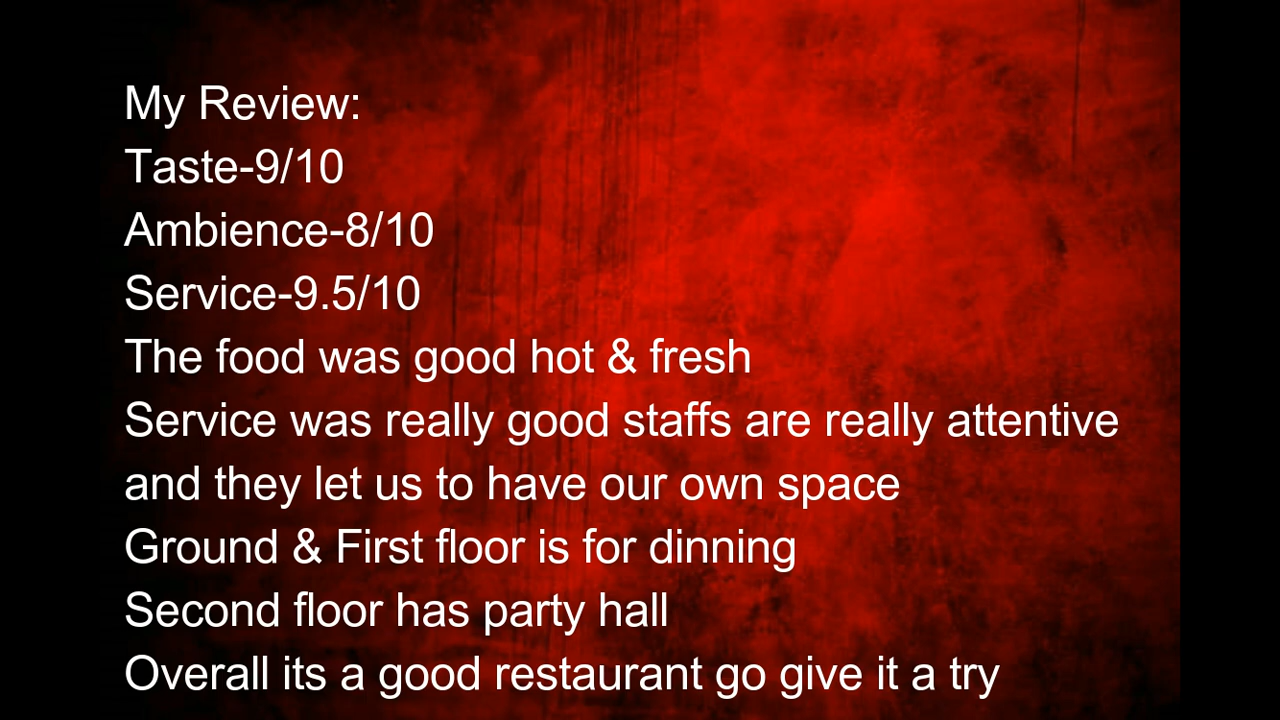 My Review:
Taste-9/10
Ambience-8/10
Service-9.5/10
The food was good hot & fresh
Service was really good staffs are really attentive
and they let us to have our own space
Ground & First floor is for dinning
Second floor has party hall
Overall its a good restaurant go give it a try